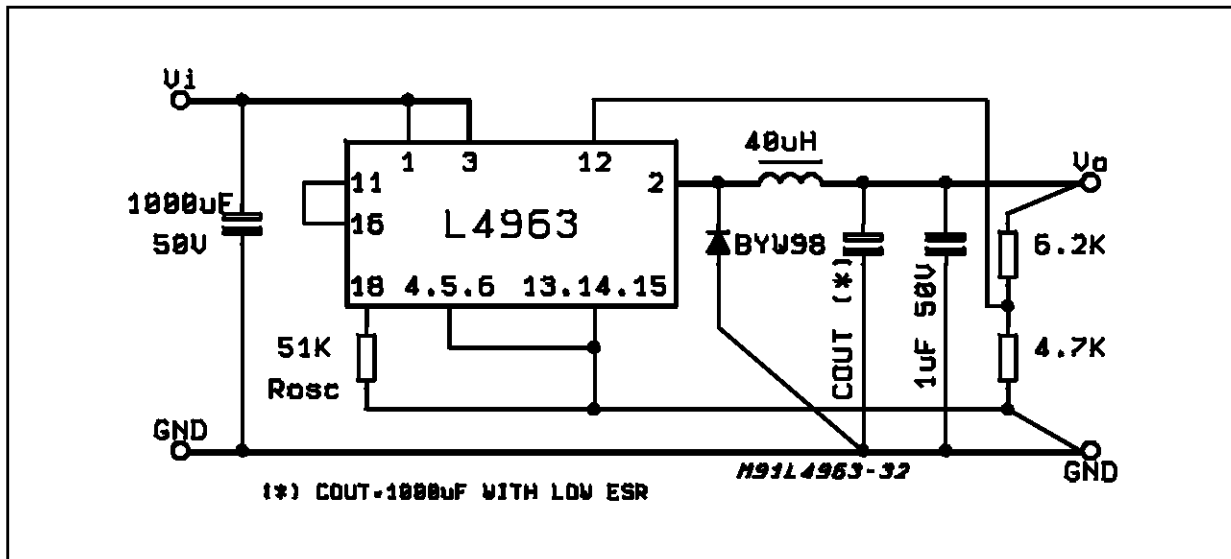 Vi
1000uF
50V
1
3
12
11
16
2
L4963
18
4.5.6
13.14.15
51K
Rosc
40uH
BYW98
COUT (*)
1uF 50V
Vo
6.2K
4.7K
GND
GND
M91L4963-32
(*) COUT=1000uF WITH LOW ESR